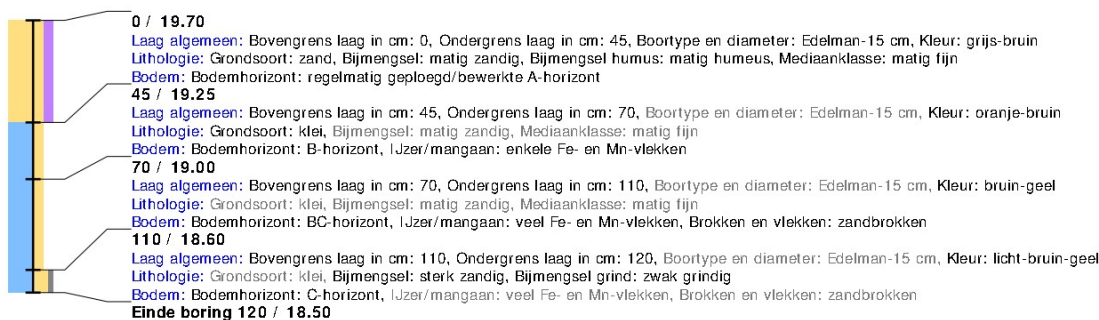 0 / 19.70
Laag algemeen: Bovengrens laag in cm: 0, Ondergrens laag in cm: 45, Boortype en diameter: Edelman-15 cm, Kleur: grijs-bruin
Lithologie: Grondsoort: zand, Bijmengsel: matig zandig, Bijmengsel humus: matig humeus, Mediaanklasse: matig fijn
Bodem: Bodemhorizont: regelmatig geploegd/bewerkte A-horizont
45 / 19.25
Laag algemeen: Bovengrens laag in cm: 45, Ondergrens laag in cm: 70, Boortype en diameter: Edelman-15 cm, Kleur: oranje-bruin
Lithologie: Grondsoort: klei, Bijmengsel: matig zandig, Mediaanklasse: matig fijn
Bodem: Bodemhorizont: B-horizont, IJzer/mangaan: enkele Fe- en Mn-vlekken
70 / 19.00
Laag algemeen: Bovengrens laag in cm: 70, Ondergrens laag in cm: 110, Boortype en diameter: Edelman-15 cm, Kleur: bruin-geel
Lithologie: Grondsoort: klei, Bijmengsel: matig zandig, Mediaanklasse: matig fijn
Bodem: Bodemhorizont: BC-horizont, IJzer/mangaan: veel Fe- en Mn-vlekken, Brokken en vlekken: zandbrokken
110 / 18.60
Laag algemeen: Bovengrens laag in cm: 110, Ondergrens laag in cm: 120, Boortype en diameter: Edelman-15 cm, Kleur: licht-bruin-geel
Lithologie: Grondsoort: klei, Bijmengsel: sterk zandig, Bijmengsel grind: zwak grindig
Bodem: Bodemhorizont: C-horizont, IJzer/mangaan: veel Fe- en Mn-vlekken, Brokken en vlekken: zandbrokken
Einde boring 120 / 18.50